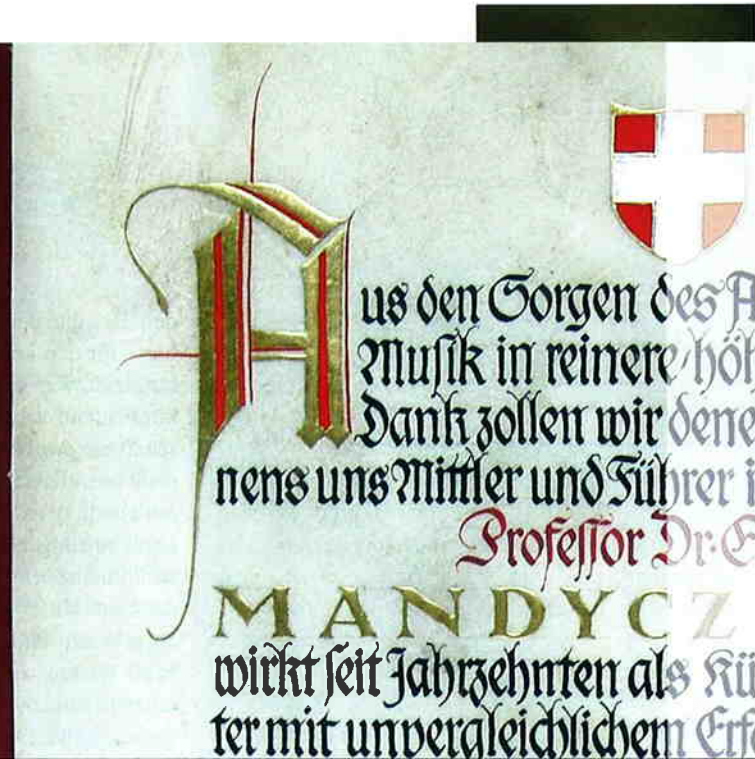 Aus den Sorgen des A
Muſik in reinere/höh
Dank zollen wir dene
nens uns Mittler und Führer i
Profeſſor Dr. E
MANDYCZ
wirkt ſeit Jahrzehnten als Kü
ter mit unvergleichlichem Erf